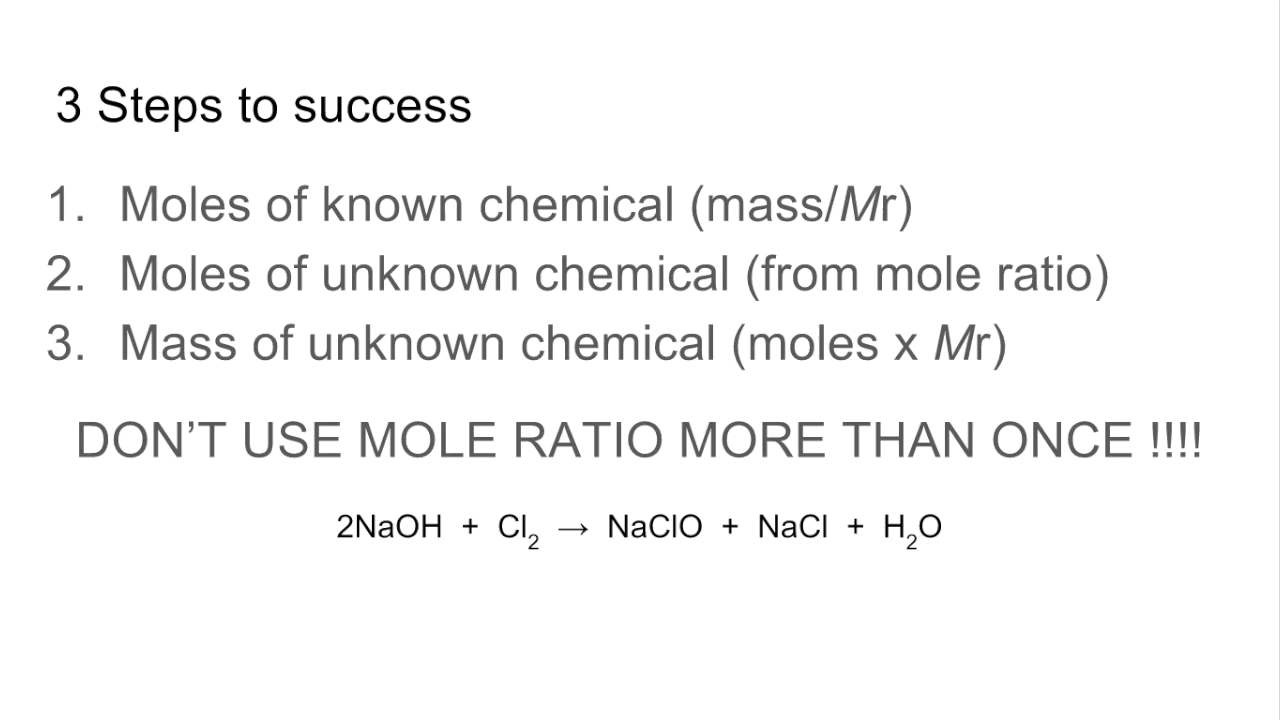 3 Steps to success
1. Moles of known chemical (mass/Mr)
2. Moles of unknown chemical (from mole ratio)
3. Mass of unknown chemical (moles x Mr)
DON’T USE MOLE RATIO MORE THAN ONCE !!!!
2NaOH + Cl₂ → NaClO + NaCl + H₂O